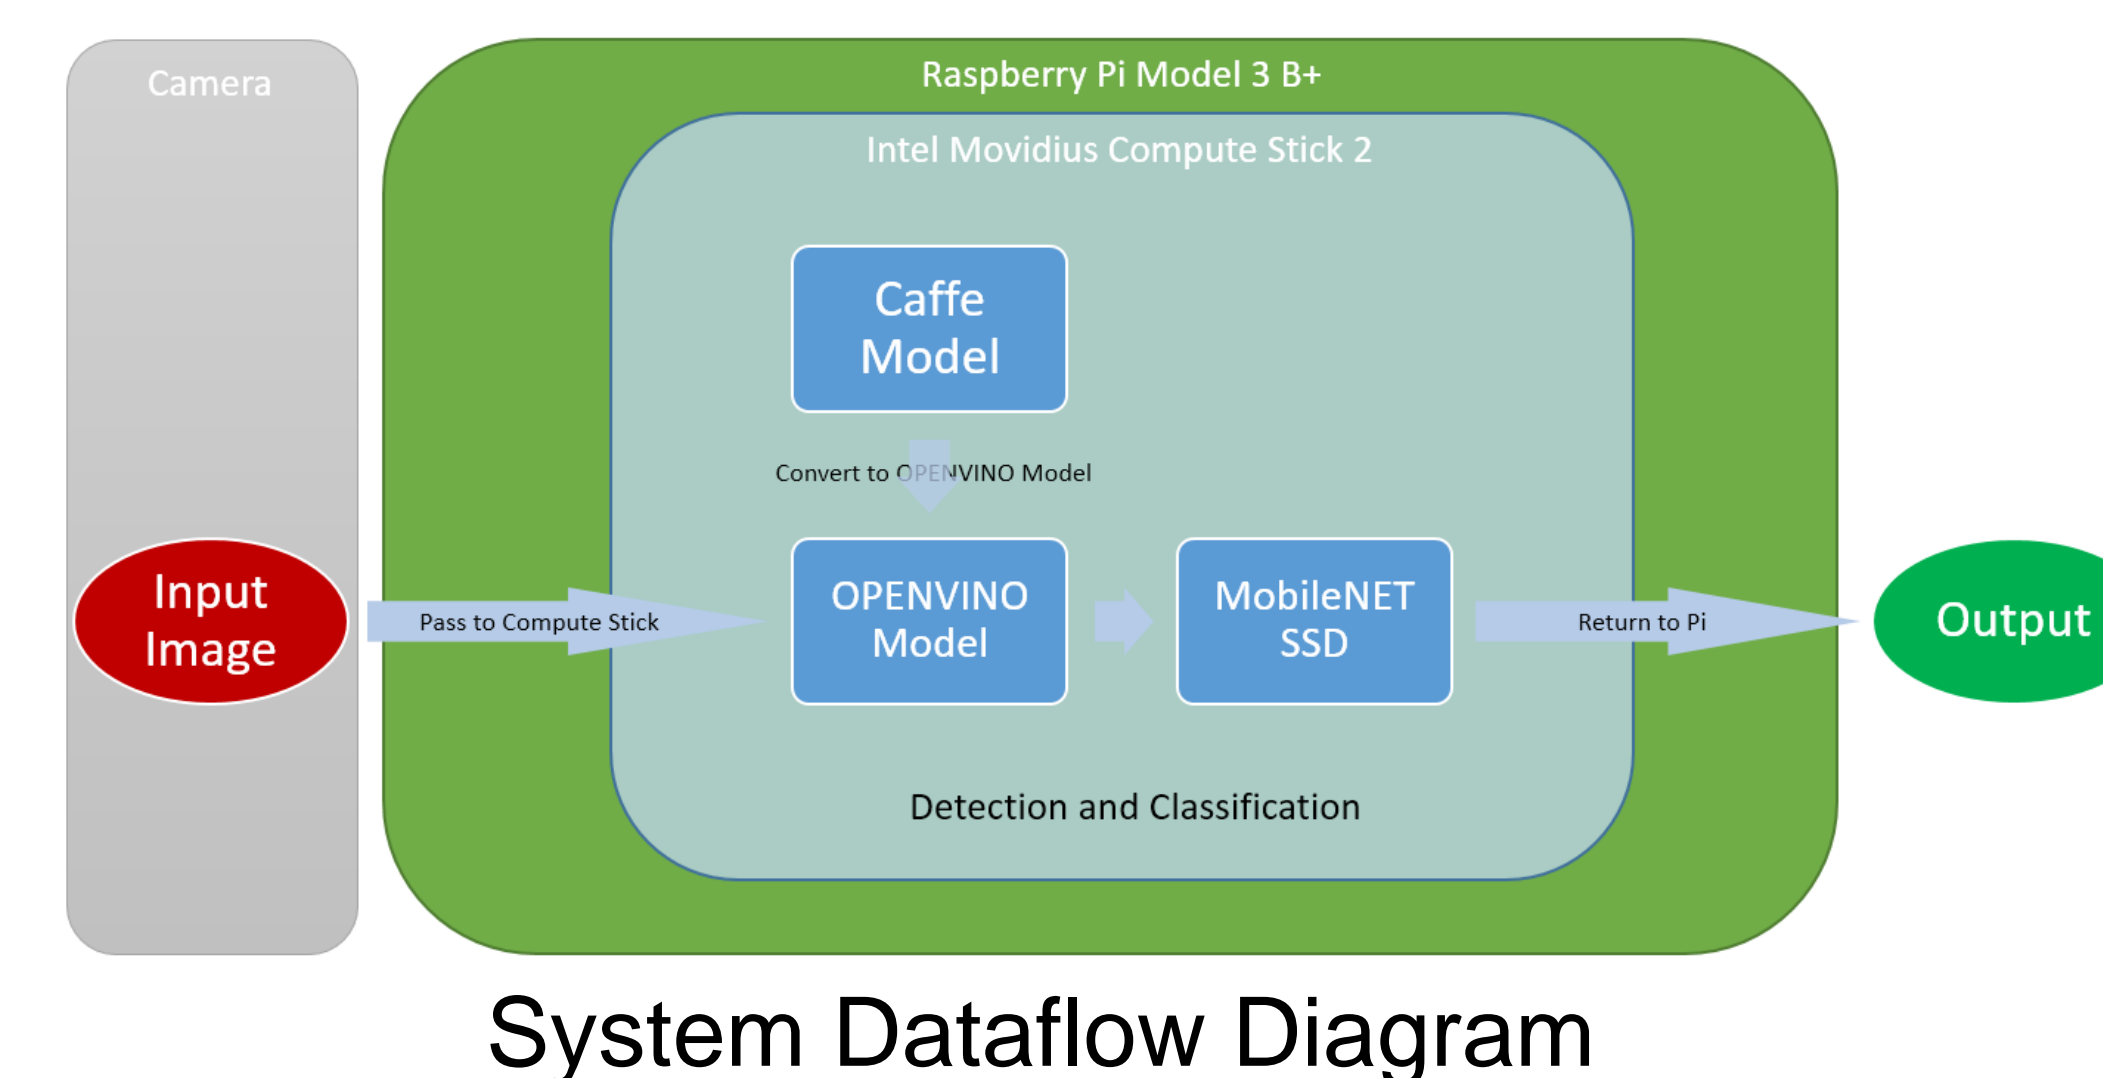 Camera
Raspberry Pi Model 3 B+
Intel Movidius Compute Stick 2
Caffe
Model
Convert to OPENVINO Model
Input
Image
Pass to Compute Stick
OPENVINO
Model
MobileNET
SSD
Return to Pi
Output
Detection and Classification
System Dataflow Diagram